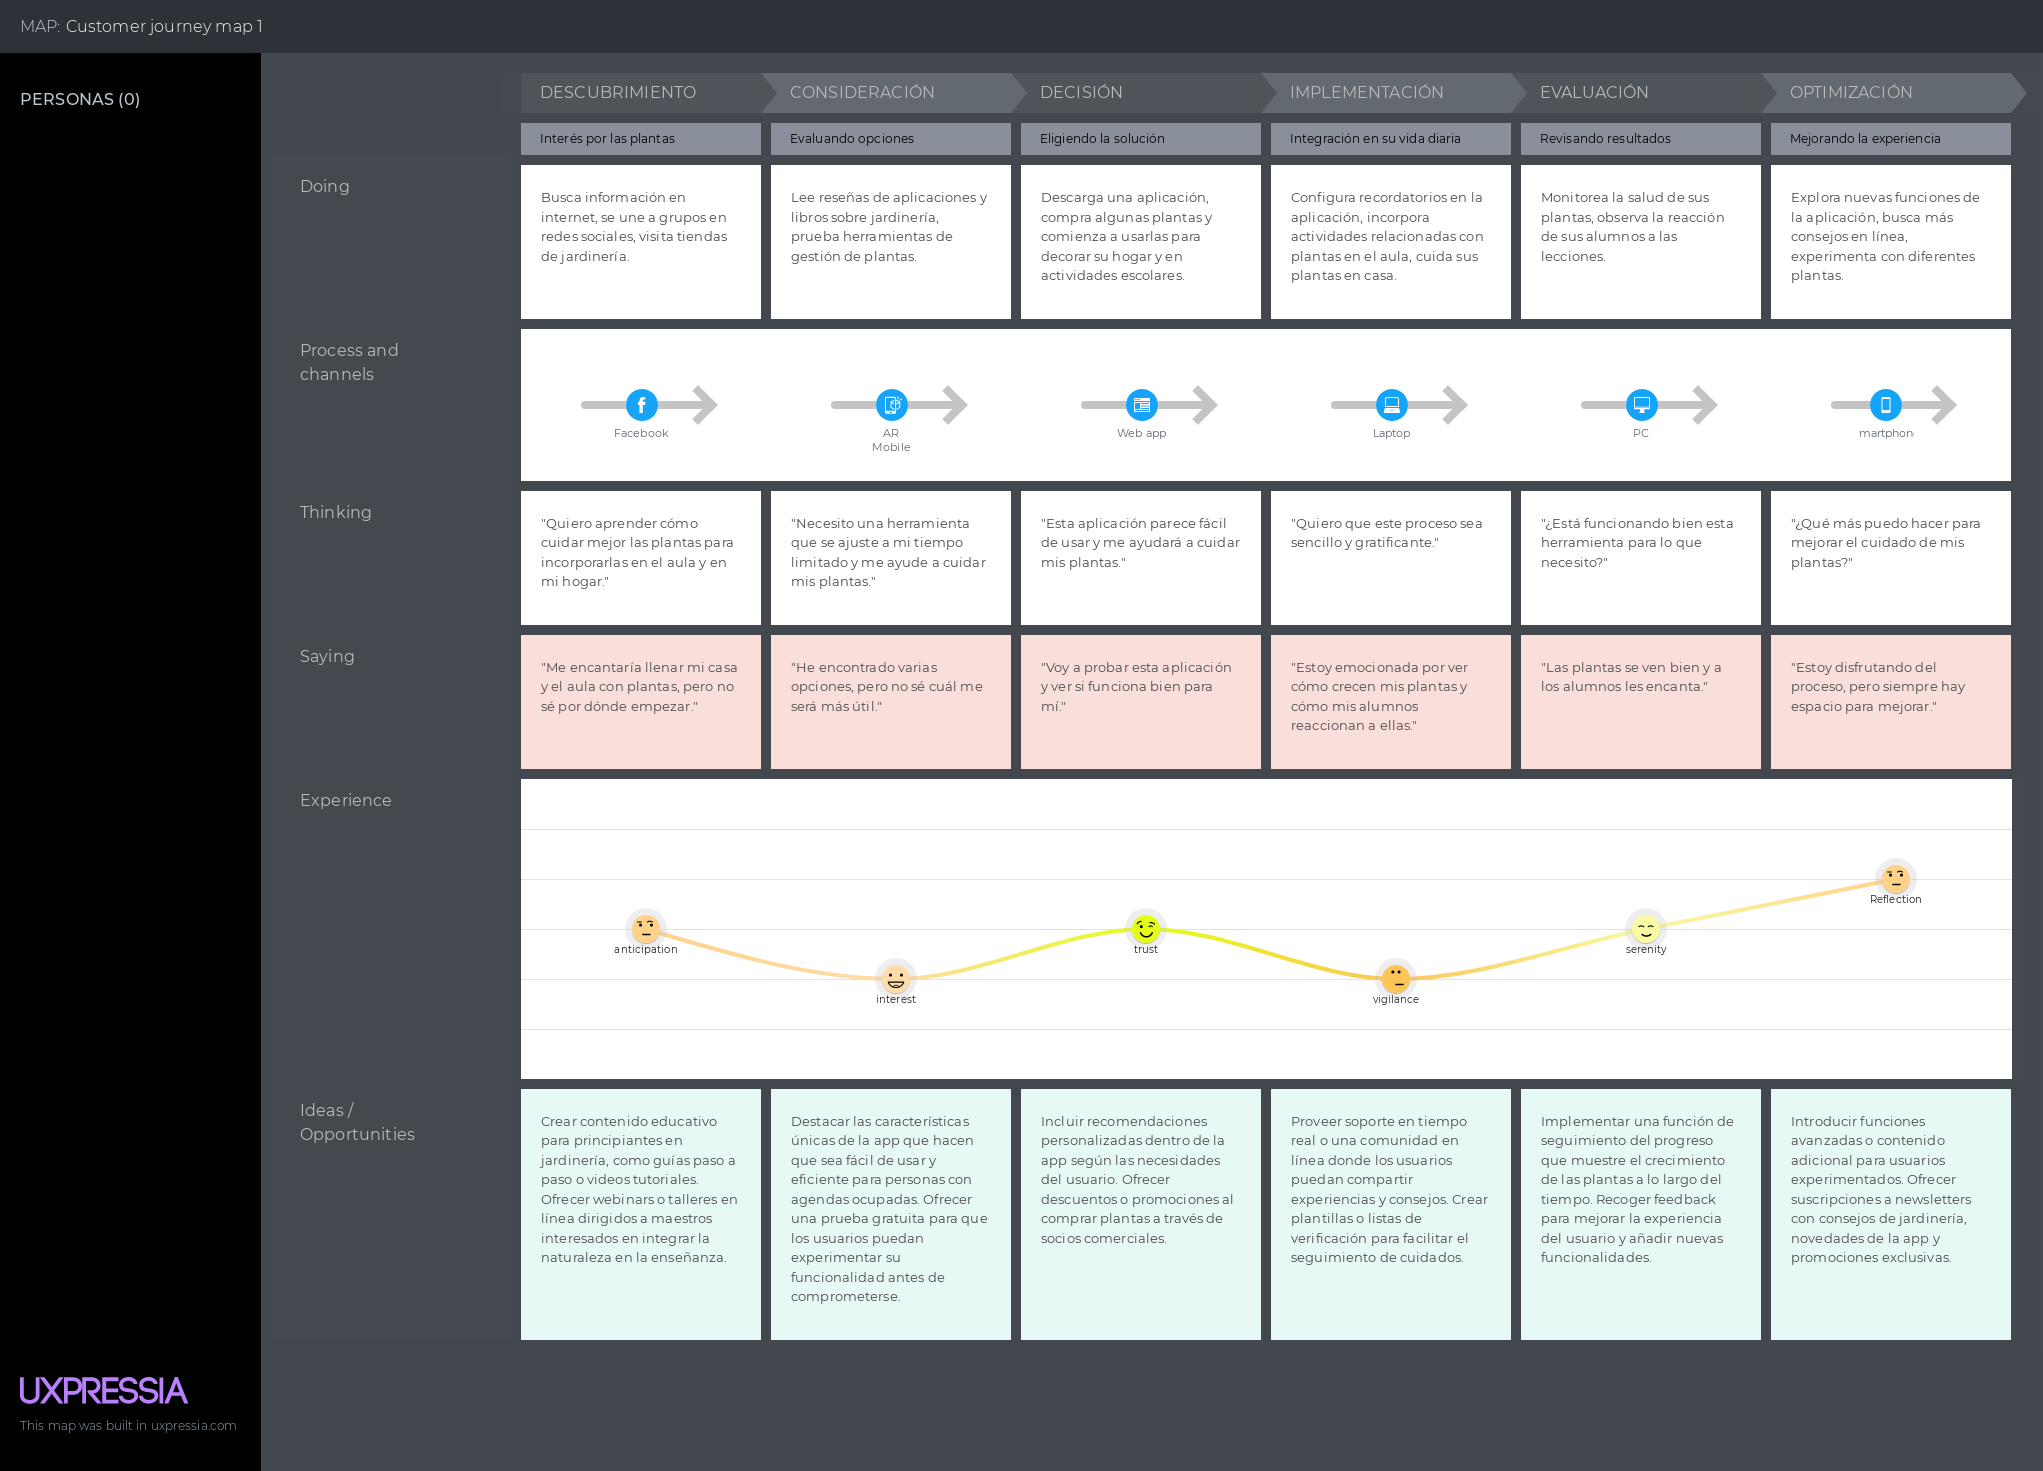 MAP: Customer journey map 1
PERSONAS (0)
DESCUBRIMIENTO
CONSIDERACIÓN
DECISIÓN
IMPLEMENTACIÓN
EVALUACIÓN
OPTIMIZACIÓN
Interés por las plantas
Evaluando opciones
Eligiendo la solución
Integración en su vida diaria
Revisando resultados
Mejorando la experiencia
Doing
Busca información en
internet, se une a grupos en
redes sociales, visita tiendas
de jardinería.
Lee reseñas de aplicaciones y
libros sobre jardinería,
prueba herramientas de
gestión de plantas.
Descarga una aplicación,
compra algunas plantas y
comienza a usarlas para
decorar su hogar y en
actividades escolares.
Configura recordatorios en la
aplicación, incorpora
actividades relacionadas con
plantas en el aula, cuida sus
plantas en casa.
Monitorea la salud de sus
plantas, observa la reacción
de sus alumnos a las
lecciones.
Explora nuevas funciones de
la aplicación, busca más
consejos en línea,
experimenta con diferentes
plantas.
Process and
channels
Facebook
AR
Mobile
Web app
Laptop
PC
martphon
Thinking
"Quiero aprender cómo
cuidar mejor las plantas para
incorporarlas en el aula y en
mi hogar."
"Necesito una herramienta
que se ajuste a mi tiempo
limitado y me ayude a cuidar
mis plantas."
"Esta aplicación parece fácil
de usar y me ayudará a cuidar
mis plantas."
"Quiero que este proceso sea
sencillo y gratificante."
"¿Está funcionando bien esta
herramienta para lo que
necesito?"
"¿Qué más puedo hacer para
mejorar el cuidado de mis
plantas?"
Saying
"Me encantaría llenar mi casa
y el aula con plantas, pero no
sé por dónde empezar."
"He encontrado varias
opciones, pero no sé cuál me
será más útil."
"Voy a probar esta aplicación
y ver si funciona bien para
mí."
"Estoy emocionada por ver
cómo crecen mis plantas y
cómo mis alumnos
reaccionan a ellas."
"Las plantas se ven bien y a
los alumnos les encanta."
"Estoy disfrutando del
proceso, pero siempre hay
espacio para mejorar."
Experience
anticipation
interest
trust
vigilance
serenity
Reflection
Ideas /
Opportunities
Crear contenido educativo
para principiantes en
jardinería, como guías paso a
paso o videos tutoriales.
Ofrecer webinars o talleres en
línea dirigidos a maestros
interesados en integrar la
naturaleza en la enseñanza.
Destacar las características
únicas de la app que hacen
que sea fácil de usar y
eficiente para personas con
agendas ocupadas. Ofrecer
una prueba gratuita para que
los usuarios puedan
experimentar su
funcionalidad antes de
comprometerse.
Incluir recomendaciones
personalizadas dentro de la
app según las necesidades
del usuario. Ofrecer
descuentos o promociones al
comprar plantas a través de
socios comerciales.
Proveer soporte en tiempo
real o una comunidad en
línea donde los usuarios
puedan compartir
experiencias y consejos. Crear
plantillas o listas de
verificación para facilitar el
seguimiento de cuidados.
Implementar una función de
seguimiento del progreso
que muestre el crecimiento
de las plantas a lo largo del
tiempo. Recoger feedback
para mejorar la experiencia
del usuario y añadir nuevas
funcionalidades.
Introducir funciones
avanzadas o contenido
adicional para usuarios
experimentados. Ofrecer
suscripciones a newsletters
con consejos de jardinería,
novedades de la app y
promociones exclusivas.
UXPRESSIA
This map was built in uxpressia.com